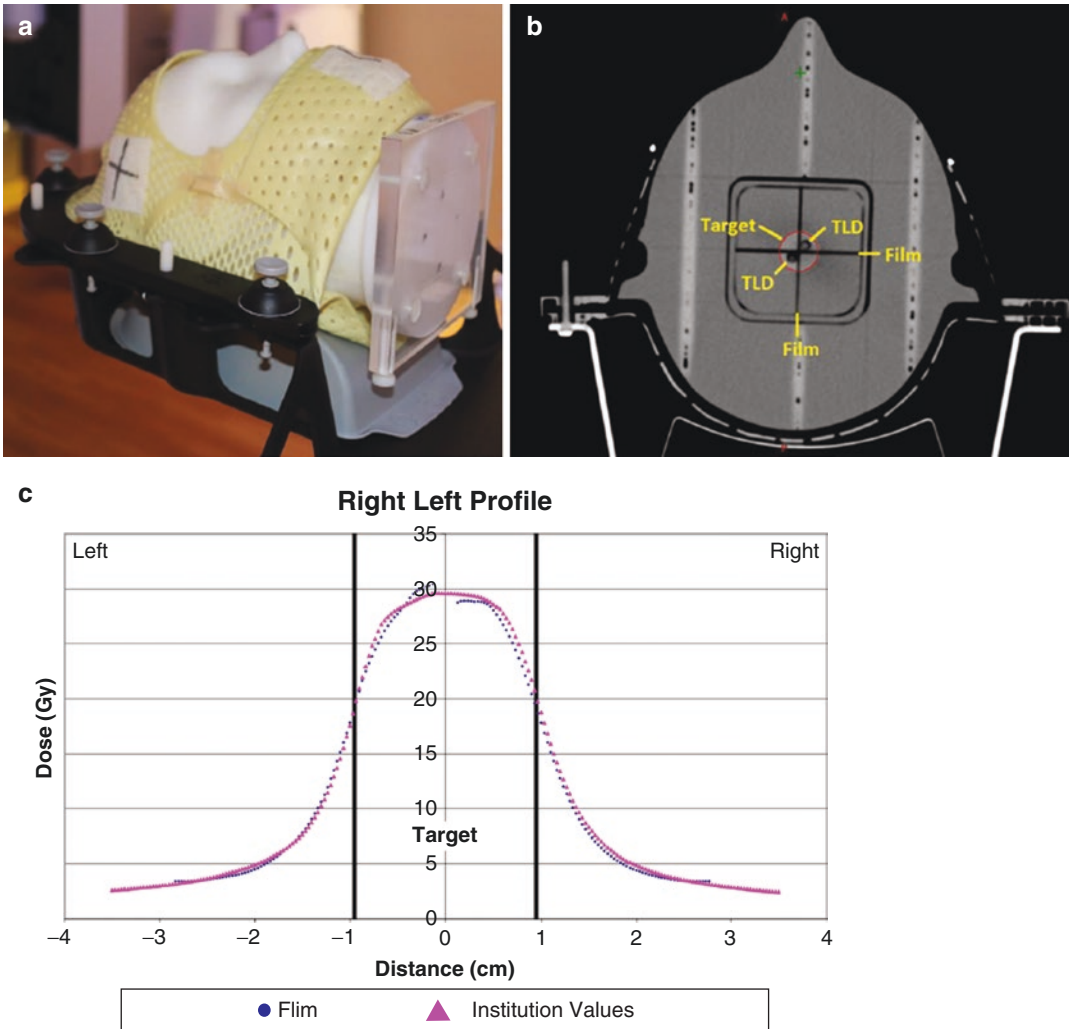 a
b
A
Target
TLD
Film
TLD
Film
c
Right Left Profile
Left
Right
35
30
25
20
15
10
5
0
Target
Dose (Gy)
−4
−3
−2
−1
0
1
2
3
4
Distance (cm)
Flim
Institution Values